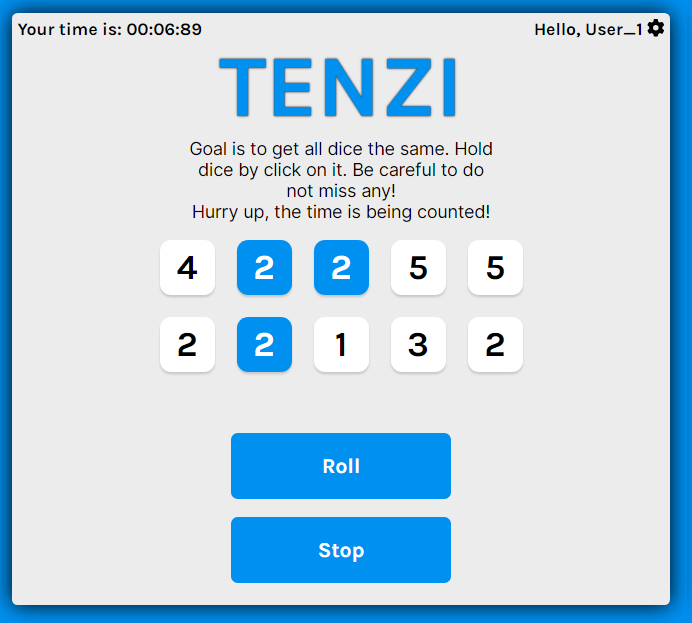 Your time is: 00:06:89 Hello, User_1
TENZI
Goal is to get all dice the same. Hold
dice by click on it. Be careful to do
not miss any!
Hurry up, the time is being counted!
4 2 2 5 5
2 2 1 3 2
Roll
Stop